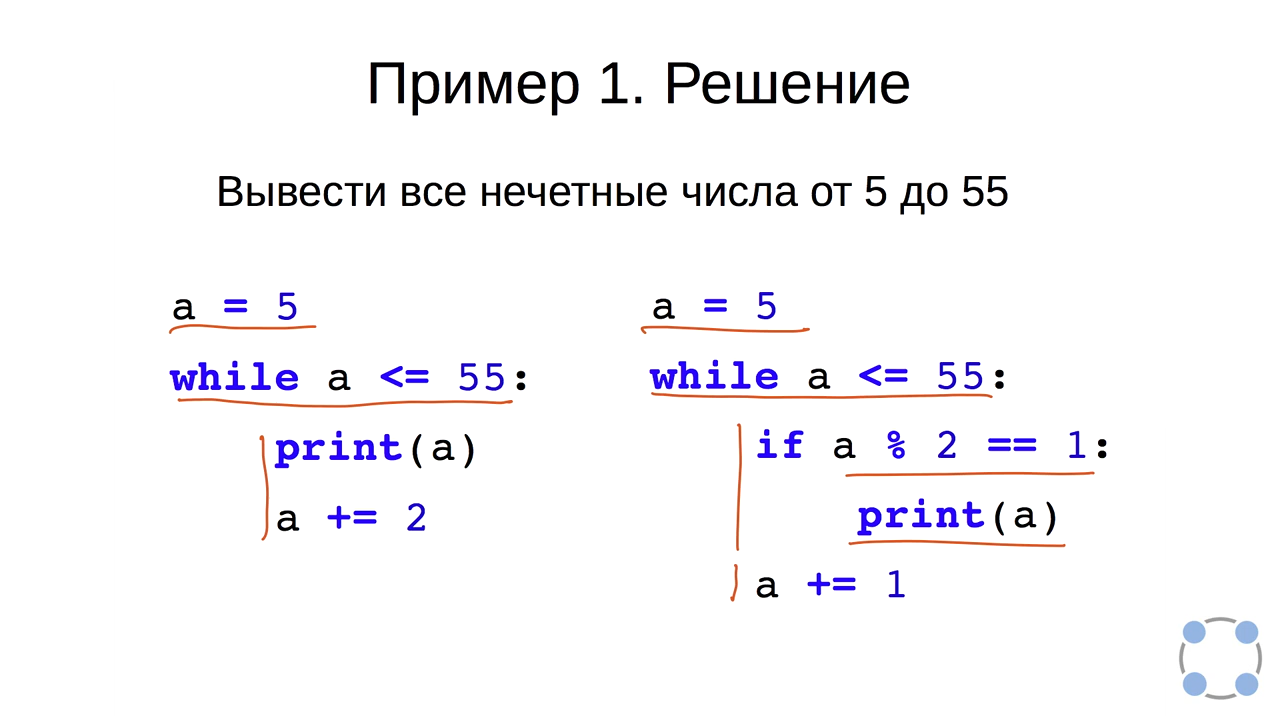 Пример 1. Решение
Вывести все нечетные числа от 5 до 55
a = 5
while a <= 55:
print(a)
a += 2
a = 5
while a <= 55:
if a % 2 == 1:
print(a)
a += 1